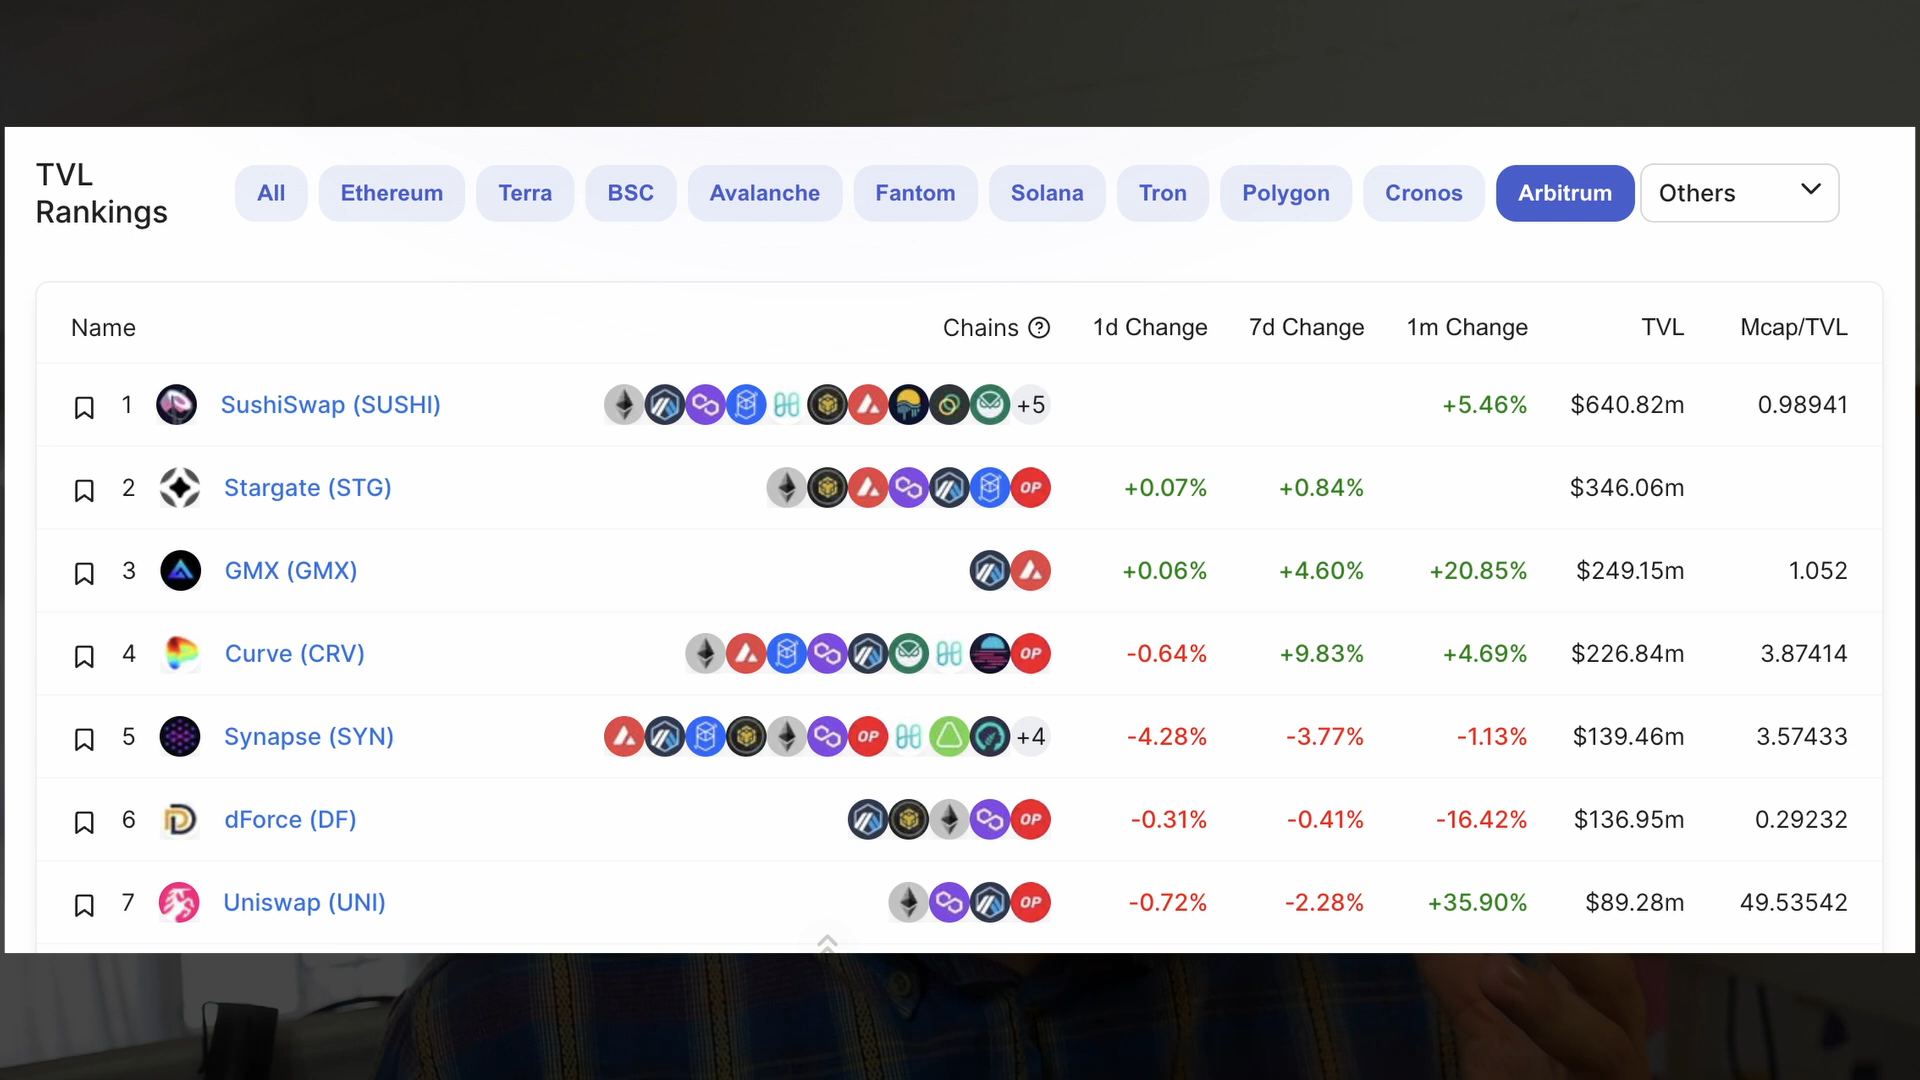 TVL
Rankings
All Ethereum Terra BSC Avalanche Fantom Solana Tron Polygon Cronos Arbitrum Others
Name Chains ? 1d Change 7d Change 1m Change TVL Mcap/TVL
1 SushiSwap (SUSHI) +5 +5.46% $640.82m 0.98941
2 Stargate (STG) OP +0.07% +0.84% $346.06m
3 GMX (GMX) +0.06% +4.60% +20.85% $249.15m 1.052
4 Curve (CRV) OP -0.64% +9.83% +4.69% $226.84m 3.87414
5 Synapse (SYN) OP +4 -4.28% -3.77% -1.13% $139.46m 3.57433
6 dForce (DF) OP -0.31% -0.41% -16.42% $136.95m 0.29232
7 Uniswap (UNI) OP -0.72% -2.28% +35.90% $89.28m 49.53542